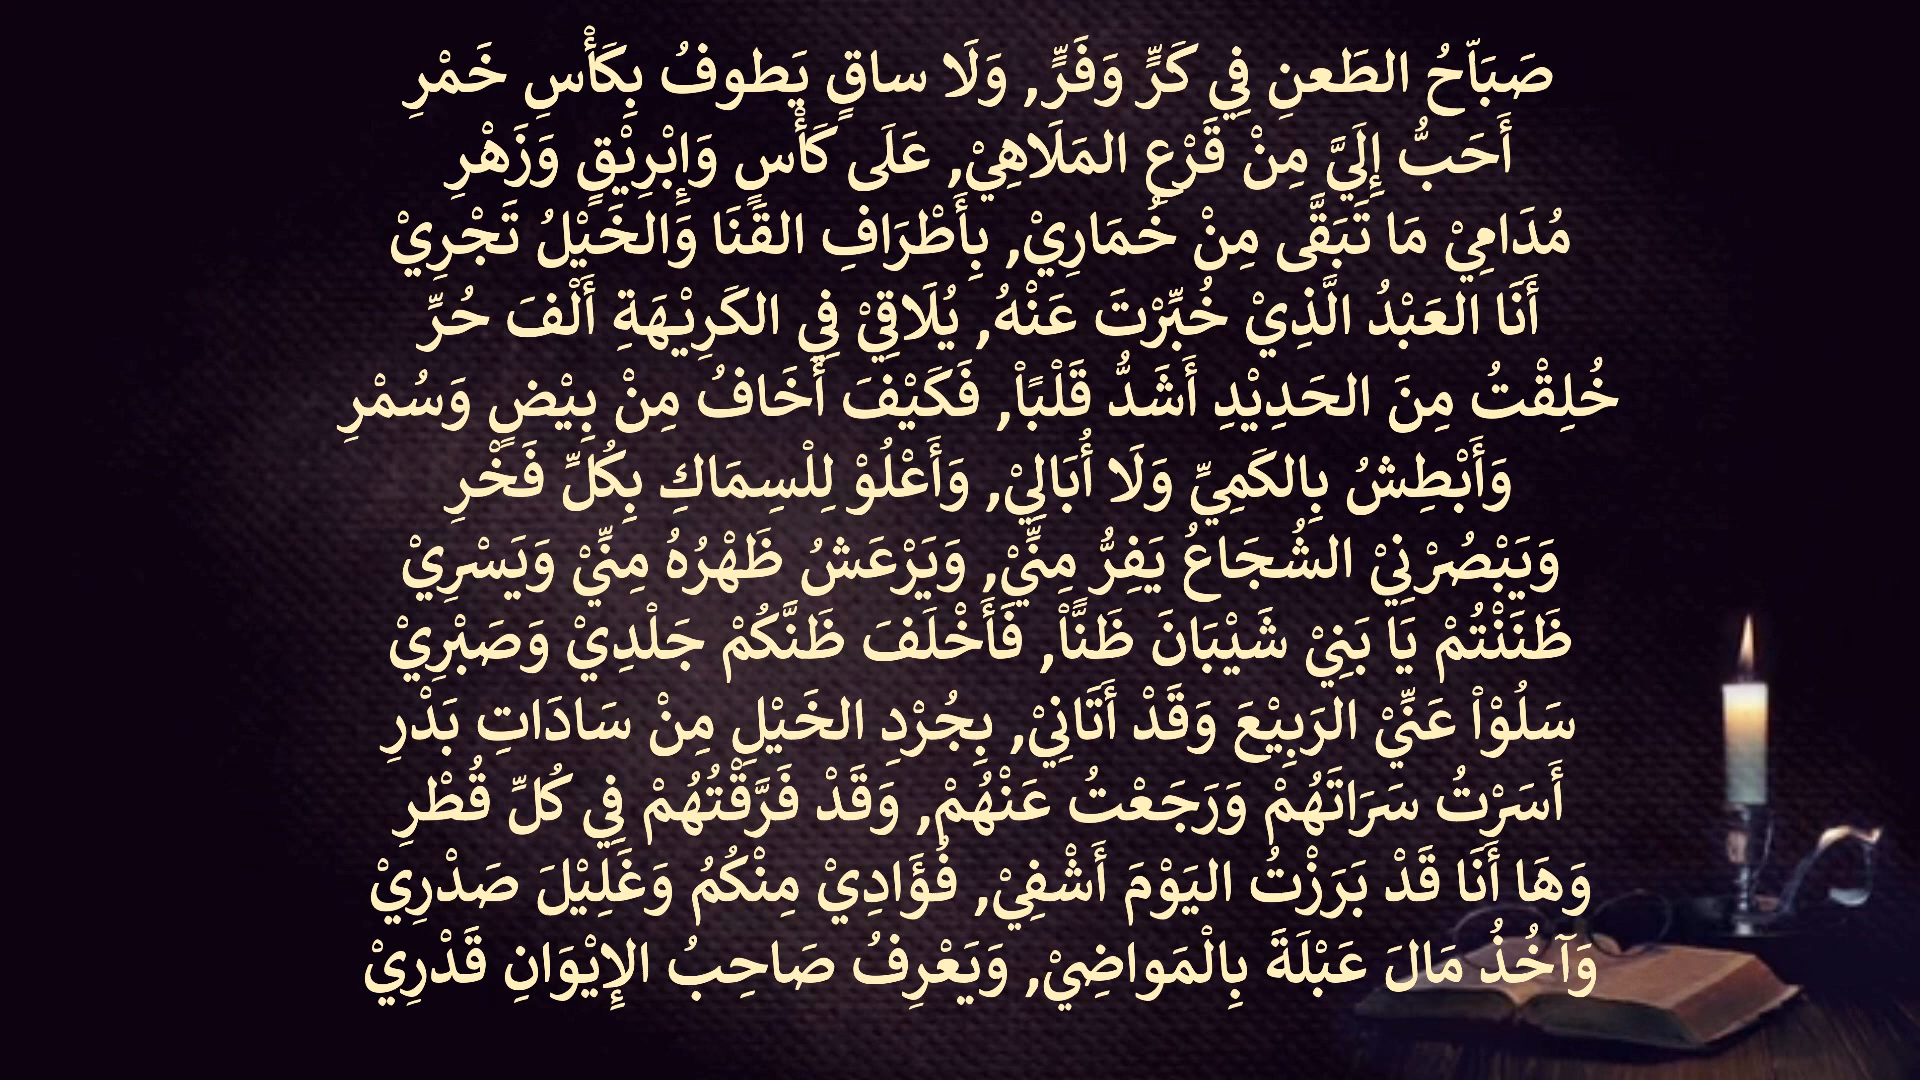 صَبَاّحُ الطَعنِ فِي كَرٍّ وَفَرٍّ, وَلَا ساقٍ يَطوفُ بِكَأْسِ خَمْرِ
أَحَبُّ إِلَيَّ مِنْ قَرْعِ المَلَاهِيْ, عَلَى كَأْسٍ وَإِبْرِيْقٍ وَزَهْرِ
مُدَامِيْ مَا تَبَقَّى مِنْ خُمَارِيْ, بِأَطْرَافِ القَنَا وَالخَيْلُ تَجْرِيْ
أَنَا العَبْدُ الَّذِيْ خُبِّرْتَ عَنْهُ, يُلَاقِيْ فِي الكَرِيْهَةِ أَلْفَ حُرِّ
خُلِقْتُ مِنَ الحَدِيْدِ أَشَدُّ قَلْبًاْ, فَكَيْفَ أَخَافُ مِنْ بِيْضٍ وَسُمْرِ
وَأَبْطِشُ بِالكَمِيِّ وَلَا أُبَالِيْ, وَأَعْلُوْ لِلْسِمَاكِ بِكُلِّ فَخْرِ
وَيَبْصُرْنِيْ الشُجَاعُ يَفِرُّ مِنِّيْ, وَيَرْعَشُ ظَهْرُهُ مِنِّيْ وَيَسْرِيْ
ظَنَنْتُمْ يَا بَنِيْ شَيْبَانَ ظَنًّاْ, فَأَخْلَفَ ظَنَّكُمْ جَلْدِيْ وَصَبْرِيْ
سَلُوْاْ عَنِّيْ الرَبِيْعَ وَقَدْ أَتَانِيْ, بِجُرْدِ الخَيْلِ مِنْ سَادَاتِ بَدْرِ
أَسَرْتُ سَرَاتَهُمْ وَرَجَعْتُ عَنْهُمْ, وَقَدْ فَرَّقْتُهُمْ فِي كُلِّ قُطْرِ
وَهَا أَنَا قَدْ بَرَزْتُ اليَوْمَ أَشْفِيْ, فُؤَادِيْ مِنْكُمُ وَغَلِيْلَ صَدْرِيْ
وَآخُذُ مَالَ عَبْلَةَ بِالْمَواضِيْ, وَيَعْرِفُ صَاحِبُ الإِيْوَانِ قَدْرِيْ